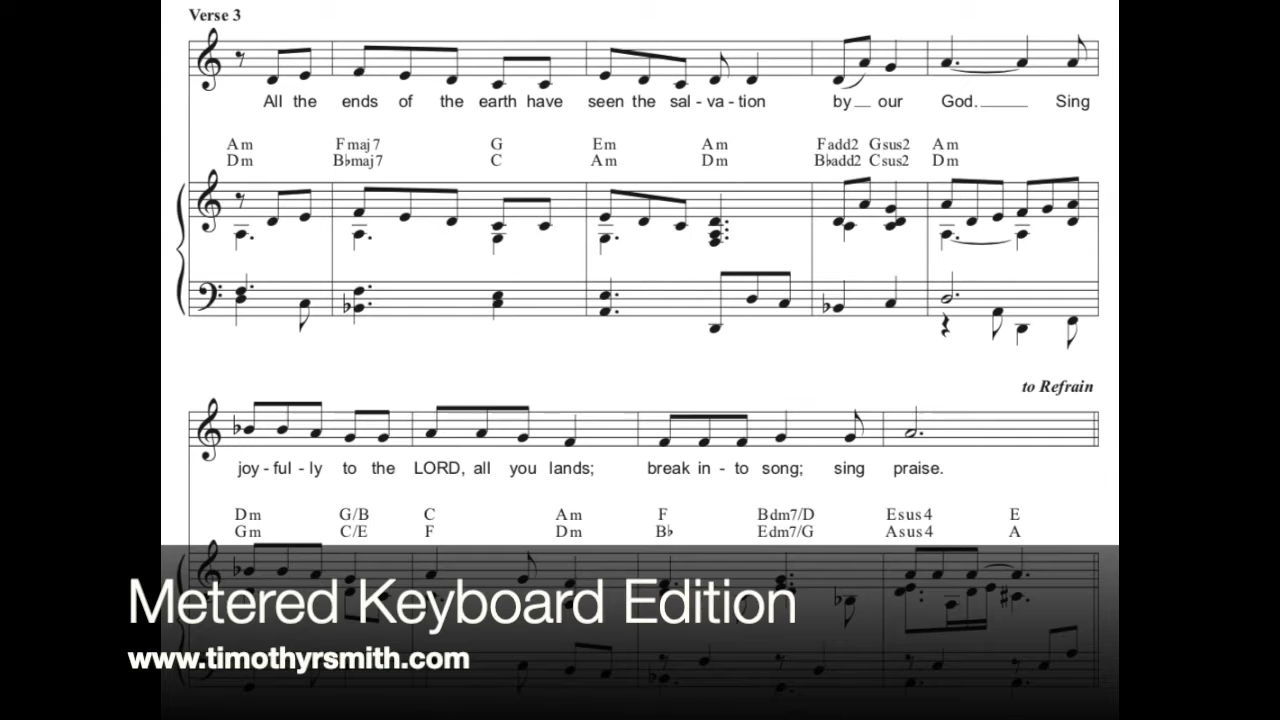 Verse 3
All the ends of the earth have seen the sal - va - tion by our God. Sing
Am Fmaj7 G Em Am Fadd2 Gsus2 Am
Dm B♭maj7 C Am Dm B♭add2 Csus2 Dm
to Refrain
joy - ful - ly to the LORD, all you lands; break in - to song; sing praise.
Dm G/B C Am F Bdm7/D Esus4 E
Gm C/E F Dm B♭ Edm7/G Asus4 A
Metered Keyboard Edition
www.timothyrsmith.com